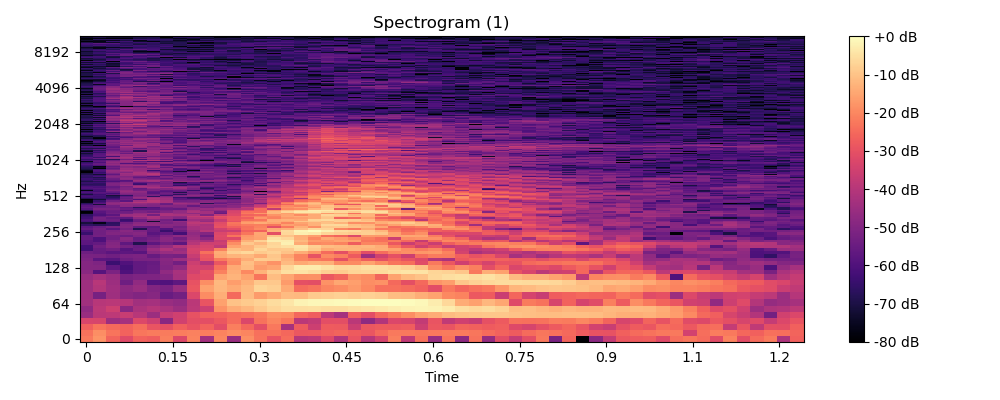 Spectrogram (1)
8192
4096
2048
1024
512
256
128
64
0
Hz
0 0.15 0.3 0.45 0.6 0.75 0.9 1.1 1.2
Time
+0 dB
-10 dB
-20 dB
-30 dB
-40 dB
-50 dB
-60 dB
-70 dB
-80 dB